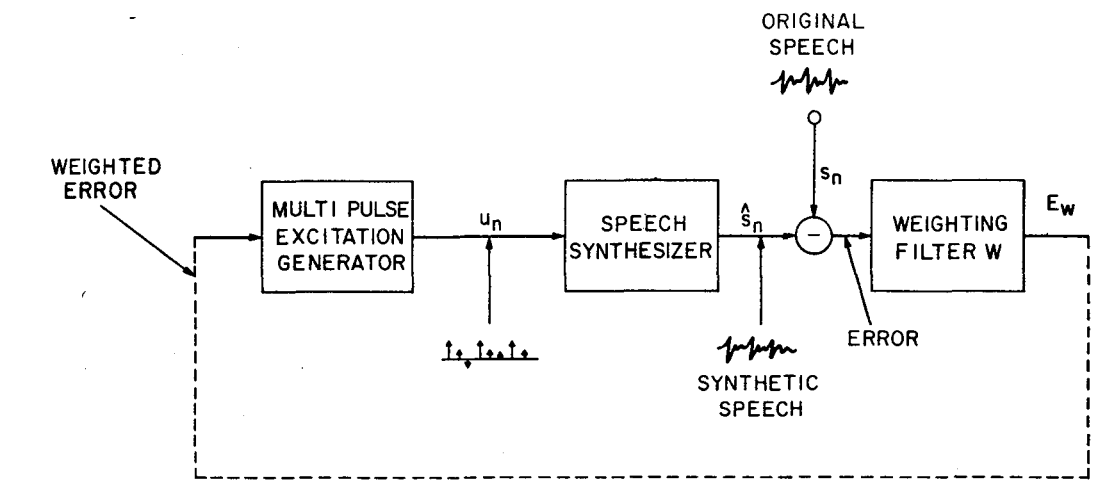 ORIGINAL
SPEECH
WEIGHTED
ERROR
MULTI PULSE
EXCITATION
GENERATOR
uₙ
SPEECH
SYNTHESIZER
ŝₙ
sₙ
−
WEIGHTING
FILTER W
E_w
ERROR
SYNTHETIC
SPEECH